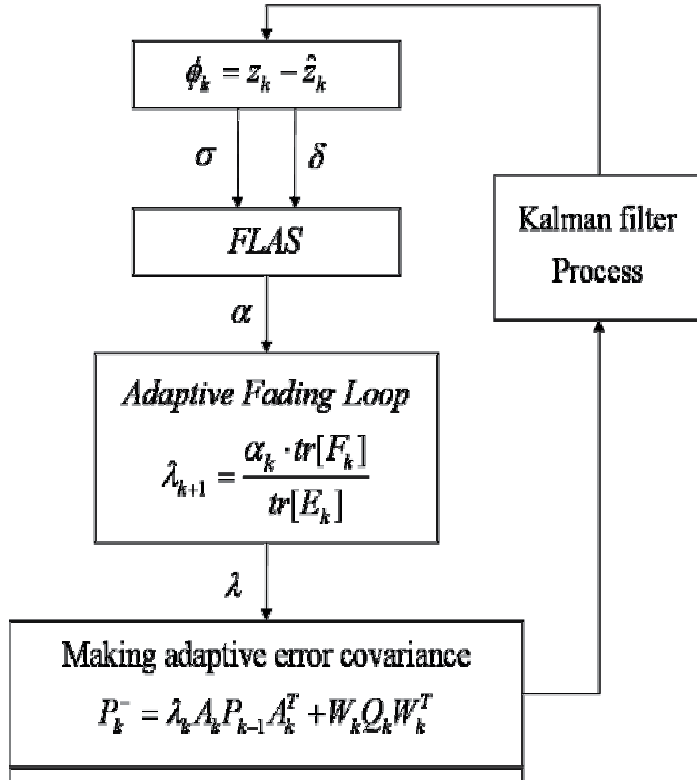 ϕ_k = z_k − ẑ_k
σ δ
FLAS
α
Adaptive Fading Loop
λ_{k+1} = α_k · tr[F_k] / tr[E_k]
λ
Making adaptive error covariance
P_k^- = λ_k A_k P_{k−1} A_k^T + W_k Q_k W_k^T
Kalman filter
Process